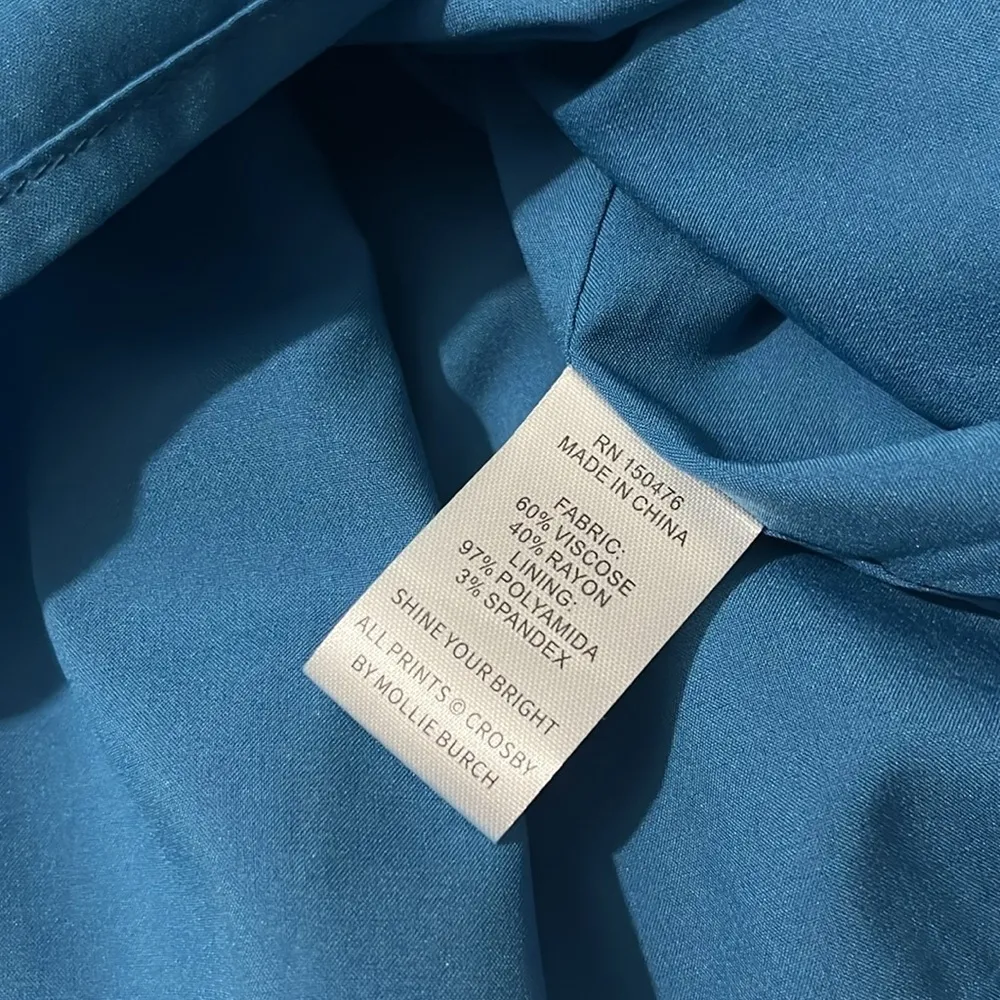 RN 150476
MADE IN CHINA
FABRIC:
60% VISCOSE
40% RAYON
LINING:
97% POLYAMIDA
3% SPANDEX
SHINE YOUR BRIGHT
ALL PRINTS © CROSBY
BY MOLLIE BURCH